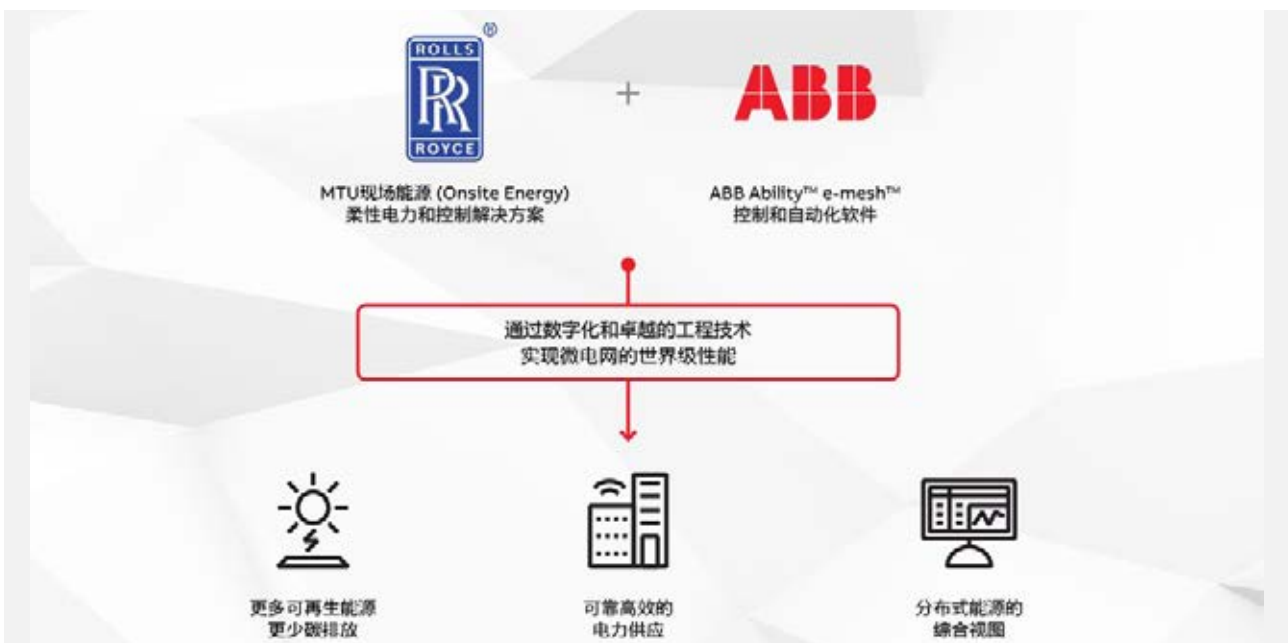 ROLLS
RR
ROYCE
®
+
ABB
MTU现场能源 (Onsite Energy)
柔性电力和控制解决方案
ABB Ability™ e-mesh™
控制和自动化软件
通过数字化和卓越的工程技术
实现微电网的世界级性能
更多可再生能源
更少碳排放
可靠高效的
电力供应
分布式能源的
综合视图